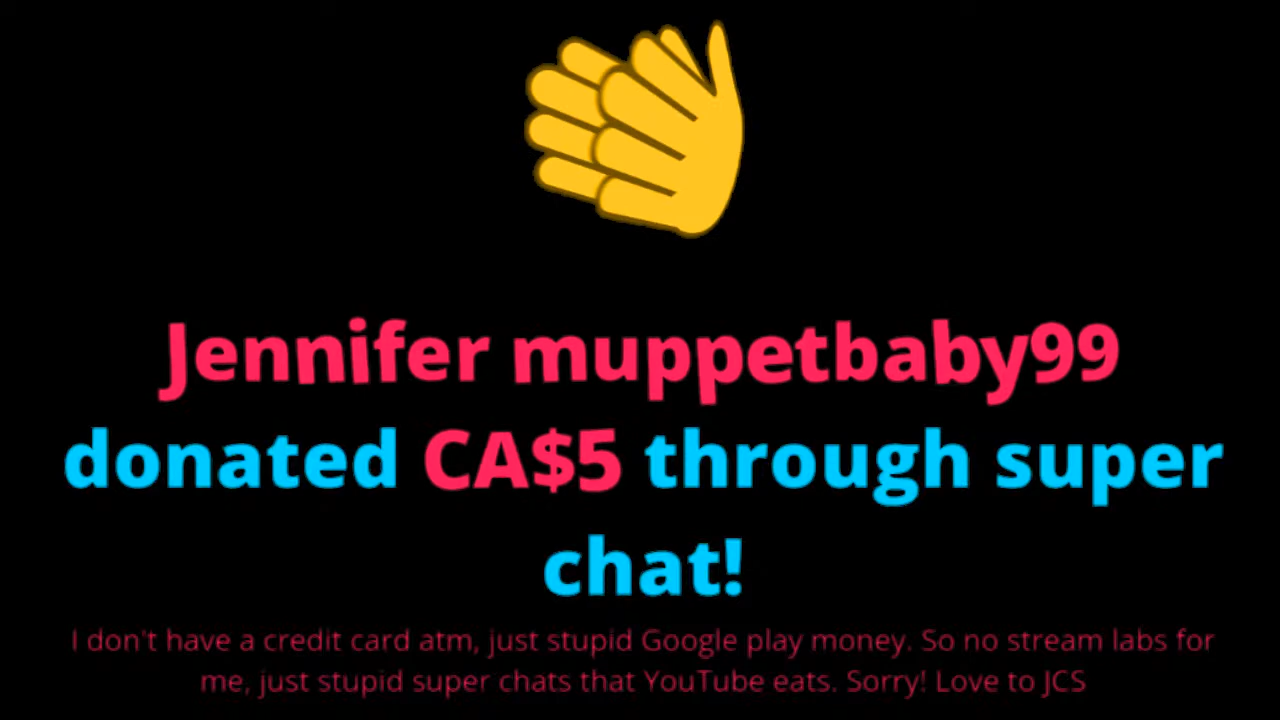 Jennifer muppetbaby99
donated CA$5 through super
chat!
I don't have a credit card atm, just stupid Google play money. So no stream labs for
me, just stupid super chats that YouTube eats. Sorry! Love to JCS